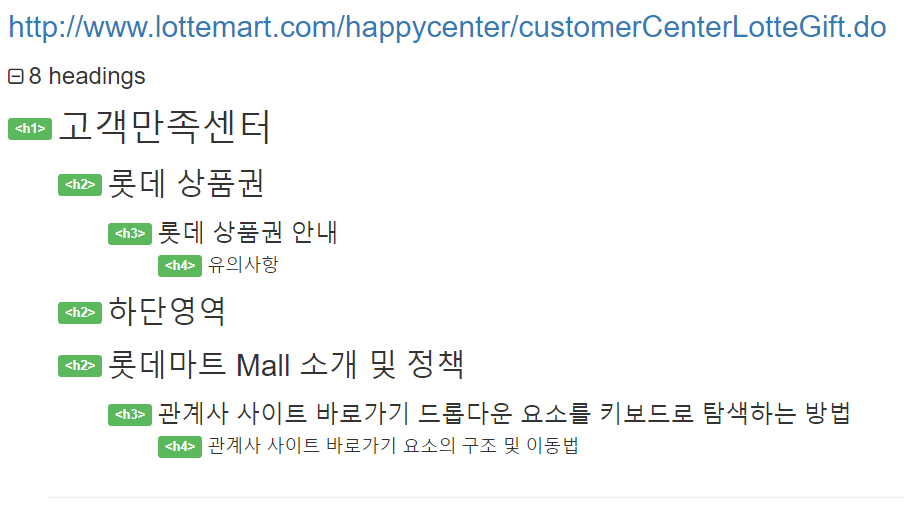 http://www.lottemart.com/happycenter/customerCenterLotteGift.do
8 headings
<h1> 고객만족센터
<h2> 롯데 상품권
<h3> 롯데 상품권 안내
<h4> 유의사항
<h2> 하단영역
<h2> 롯데마트 Mall 소개 및 정책
<h3> 관계사 사이트 바로가기 드롭다운 요소를 키보드로 탐색하는 방법
<h4> 관계사 사이트 바로가기 요소의 구조 및 이동법